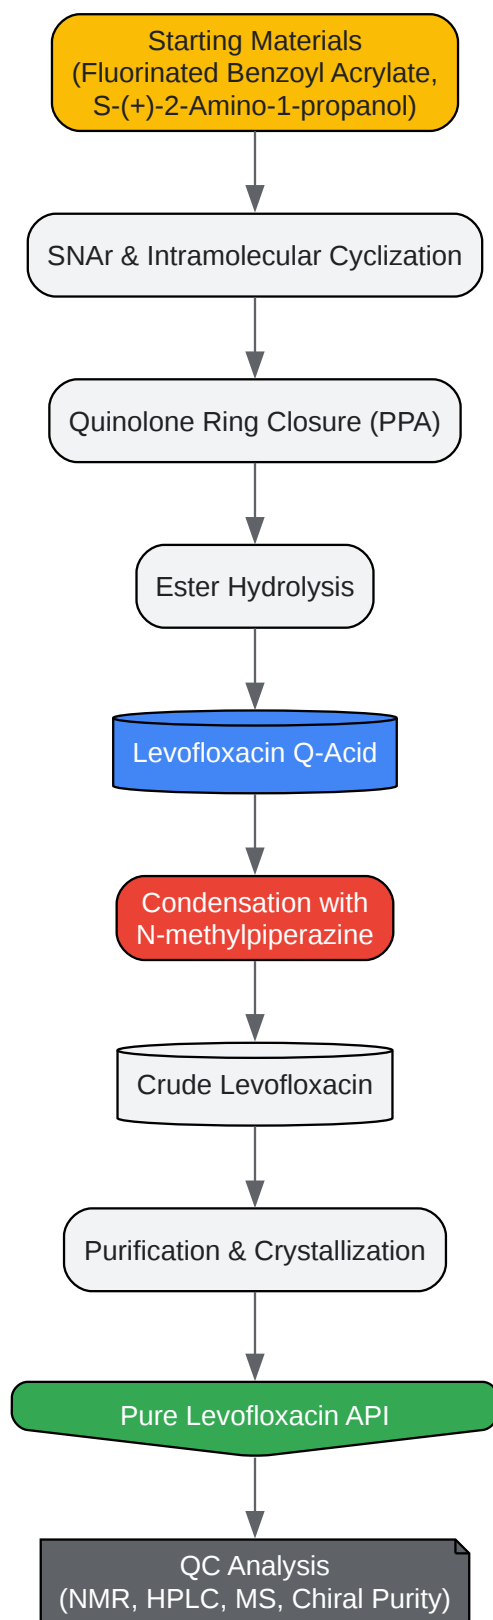 Starting Materials
(Fluorinated Benzoyl Acrylate,
S-(+)-2-Amino-1-propanol)
SNAr & Intramolecular Cyclization
Quinolone Ring Closure (PPA)
Ester Hydrolysis
Levofloxacin Q-Acid
Condensation with
N-methylpiperazine
Crude Levofloxacin
Purification & Crystallization
Pure Levofloxacin API
QC Analysis
(NMR, HPLC, MS, Chiral Purity)